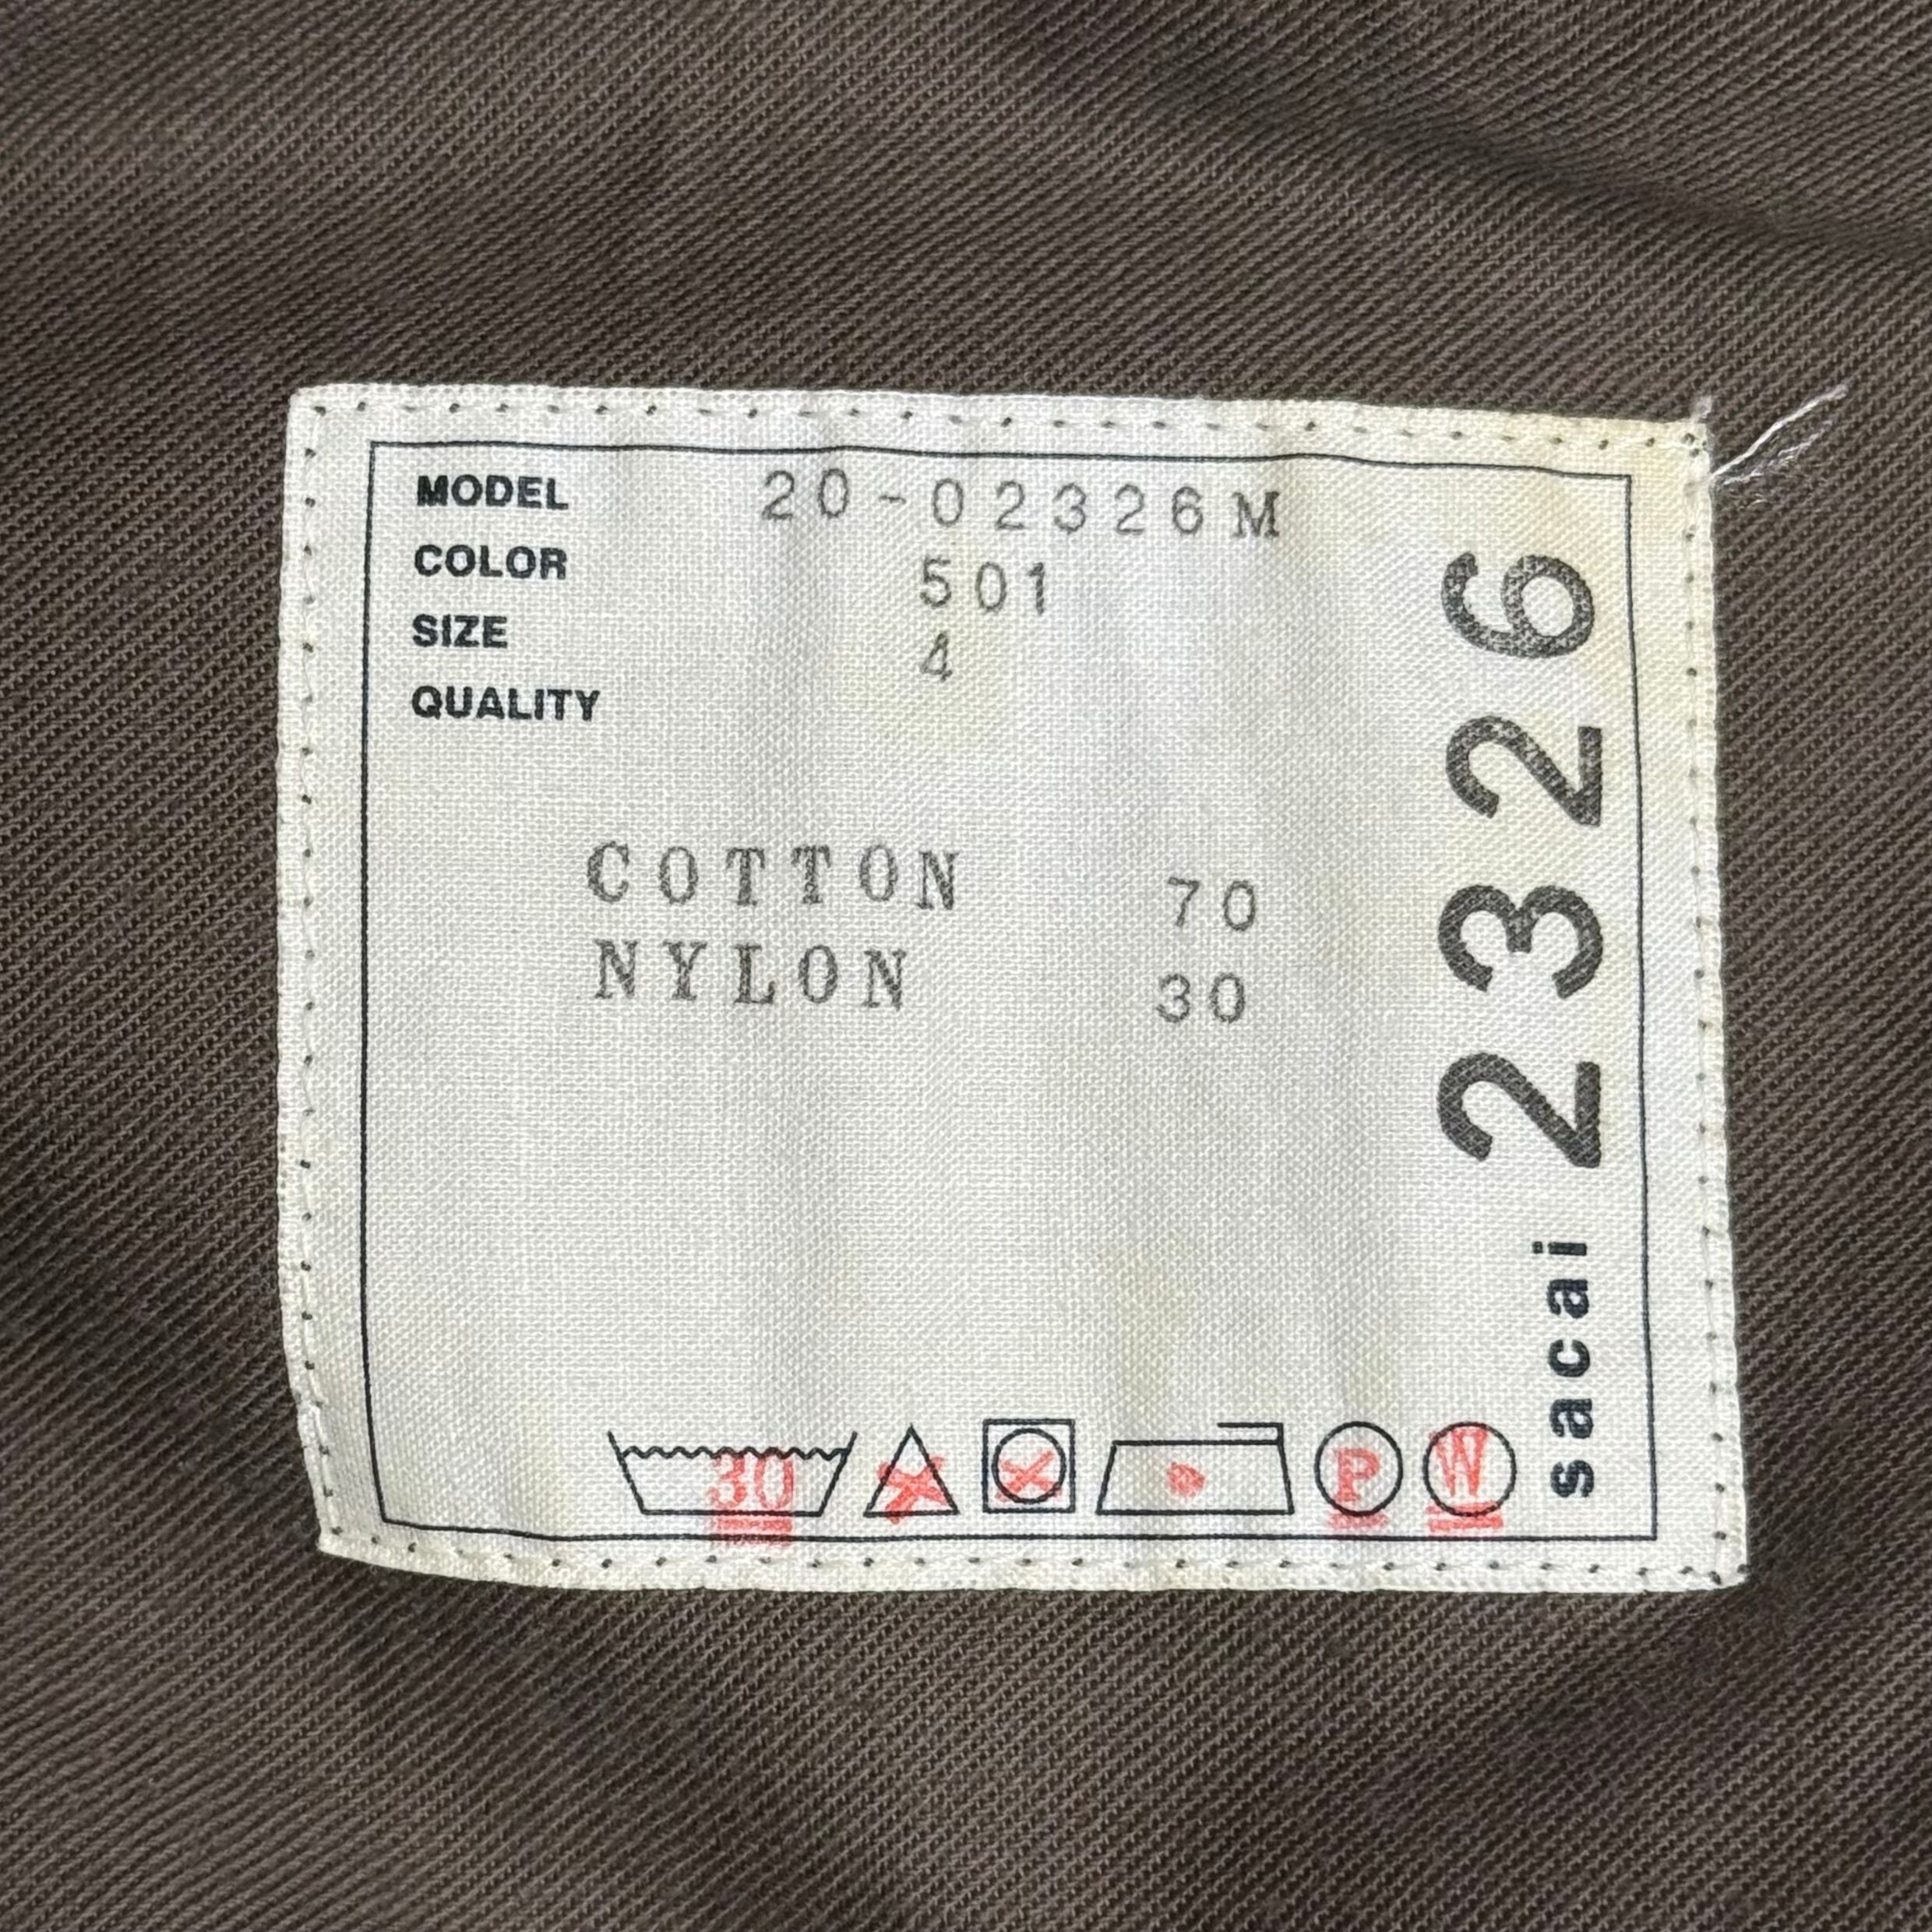 MODEL 20-02326M
COLOR 501
SIZE 4
QUALITY
COTTON 70
NYLON 30
30
P
W
sacai 2326